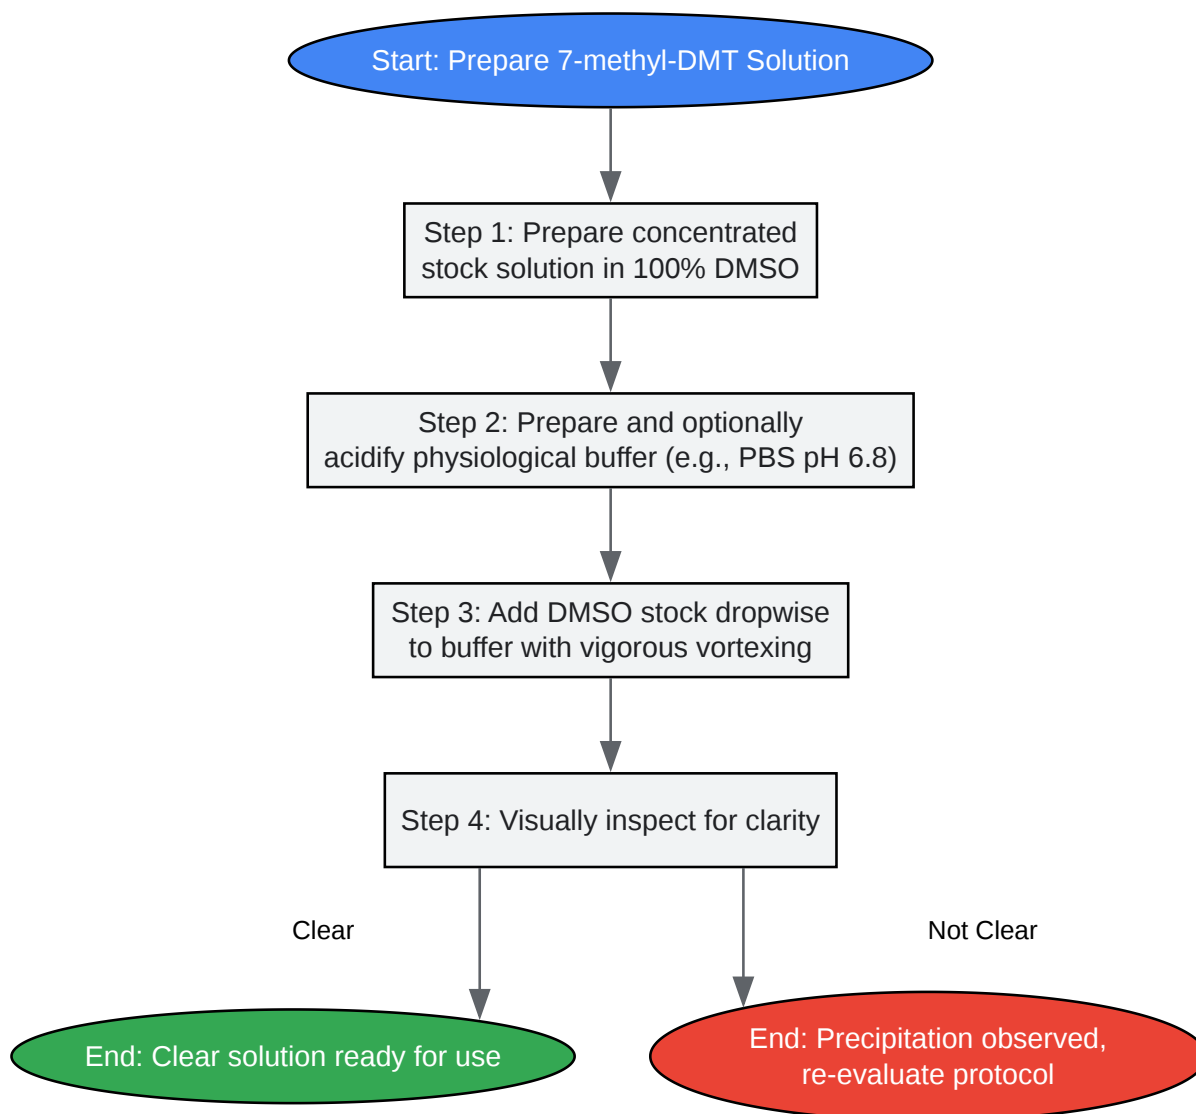 Start: Prepare 7-methyl-DMT Solution
Step 1: Prepare concentrated
stock solution in 100% DMSO
Step 2: Prepare and optionally
acidify physiological buffer (e.g., PBS pH 6.8)
Step 3: Add DMSO stock dropwise
to buffer with vigorous vortexing
Step 4: Visually inspect for clarity
Clear
Not Clear
End: Clear solution ready for use
End: Precipitation observed,
re-evaluate protocol